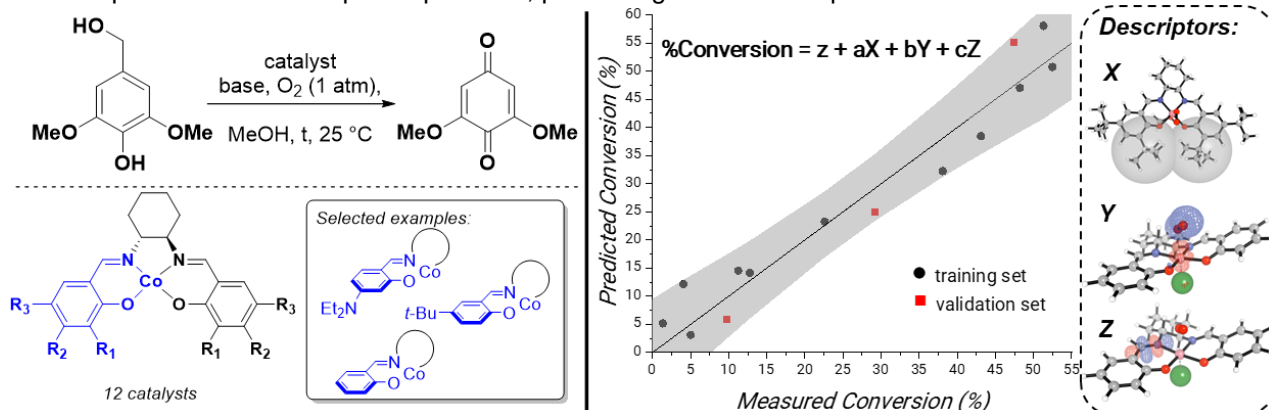 HO
MeO
OMe
OH
catalyst
base, O2 (1 atm),
MeOH, t, 25 °C
O
MeO
OMe
O
N
N
Co
O
O
R3
R3
R2
R1
R1
R2
12 catalysts
Selected examples:
N
Co
O
Et2N
N
Co
O
t-Bu
N
Co
O
%Conversion = z + aX + bY + cZ
Predicted Conversion (%)
60
55
50
45
40
35
30
25
20
15
10
5
0
0 5 10 15 20 25 30 35 40 45 50 55
Measured Conversion (%)
training set
validation set
Descriptors:
X
Y
Z